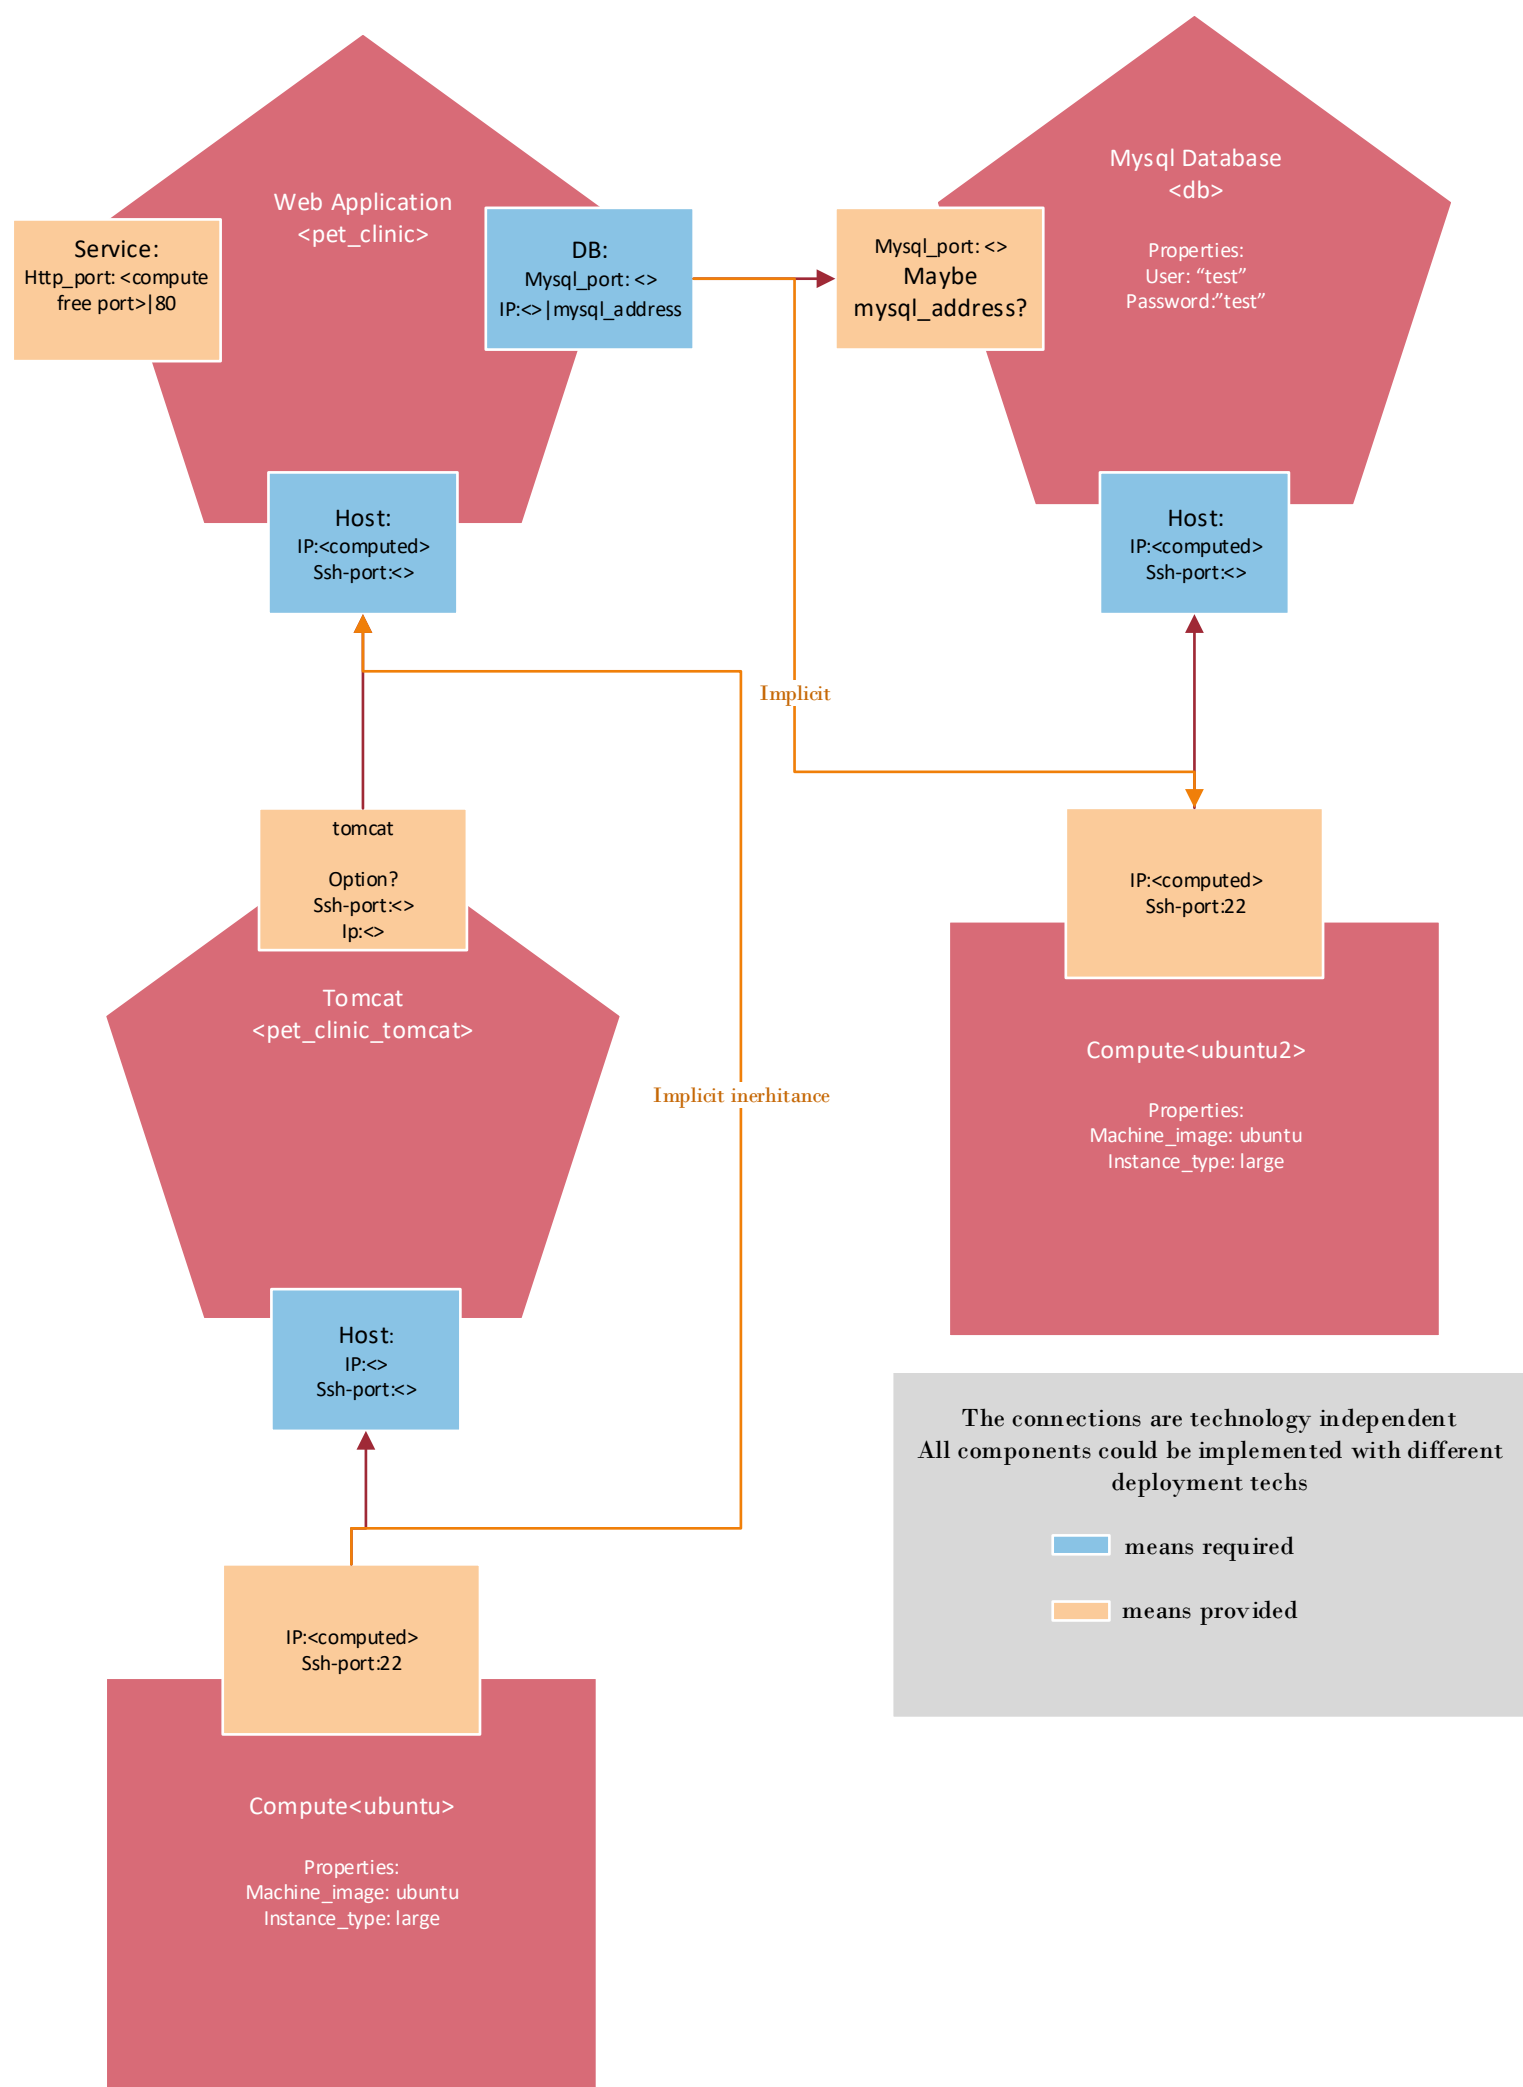 Web Application
<pet_clinic>
Service:
Http_port: <compute
free port>|80
DB:
Mysql_port: <>
IP:<>|mysql_address
Host:
IP:<computed>
Ssh-port:<>
Mysql Database
<db>
Properties:
User: “test”
Password:”test”
Mysql_port: <>
Maybe
mysql_address?
Host:
IP:<computed>
Ssh-port:<>
Implicit
tomcat
Option?
Ssh-port:<>
Ip:<>
Tomcat
<pet_clinic_tomcat>
Implicit inerhitance
Host:
IP:<>
Ssh-port:<>
IP:<computed>
Ssh-port:22
Compute<ubuntu2>
Properties:
Machine_image: ubuntu
Instance_type: large
The connections are technology independent
All components could be implemented with different
deployment techs
means required
means provided
IP:<computed>
Ssh-port:22
Compute<ubuntu>
Properties:
Machine_image: ubuntu
Instance_type: large